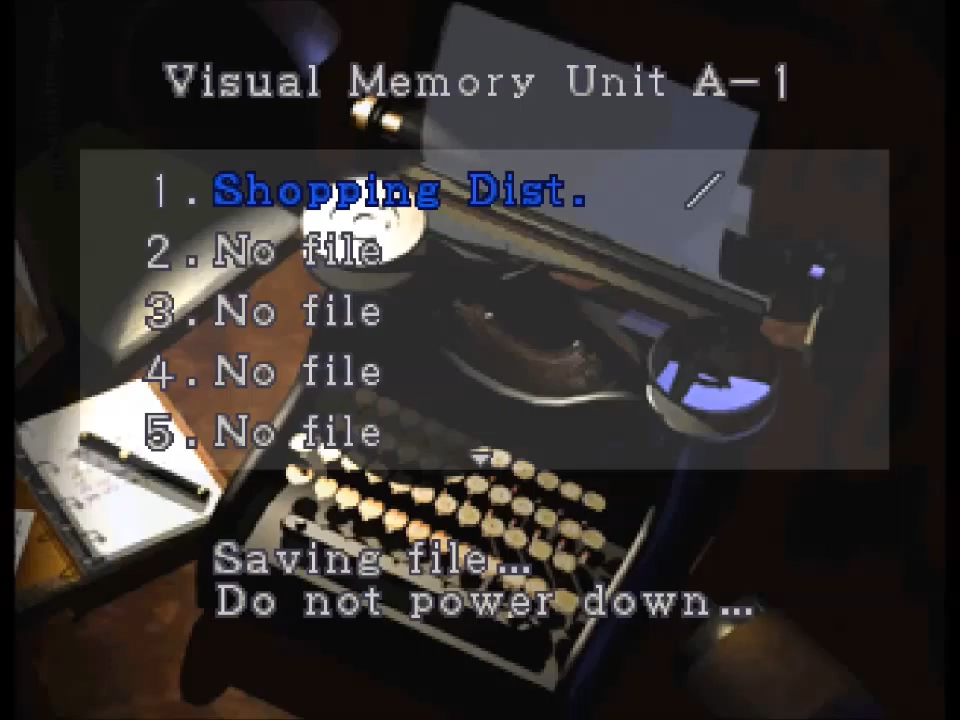 Visual Memory Unit A-1
1. Shopping Dist. /
2. No file
3. No file
4. No file
5. No file
Saving file...
Do not power down...